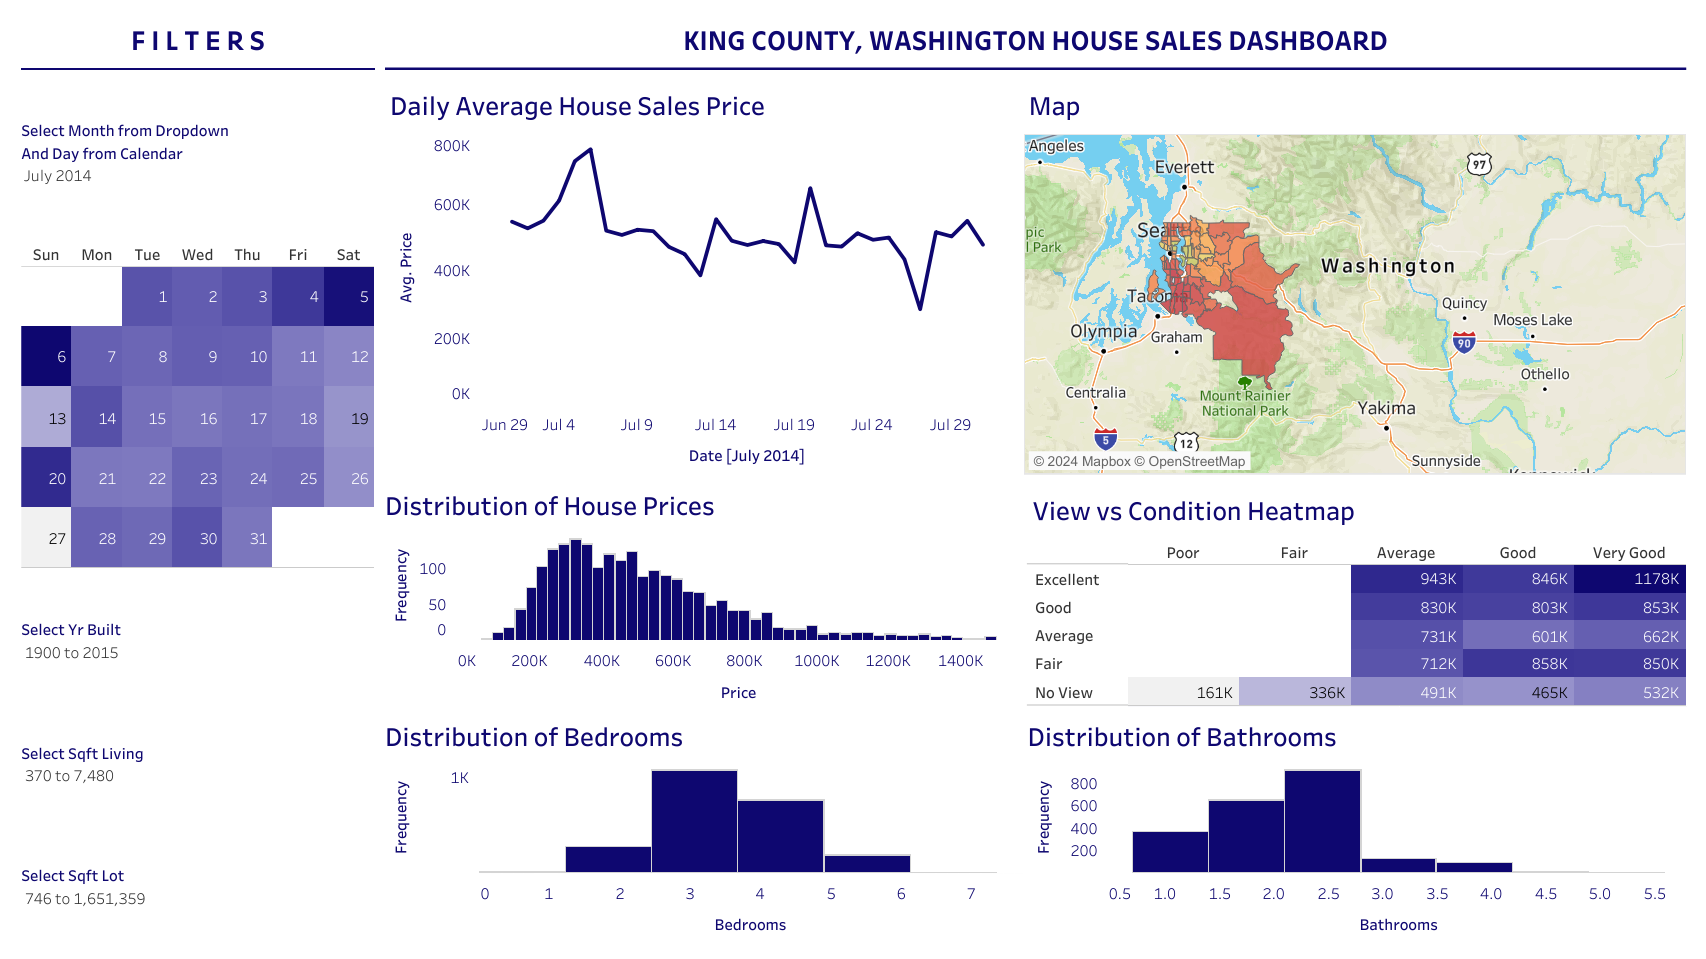 FILTERS
KING COUNTY, WASHINGTON HOUSE SALES DASHBOARD
Select Month from Dropdown
And Day from Calendar
July 2014
Sun Mon Tue Wed Thu Fri Sat
1 2 3 4 5
6 7 8 9 10 11 12
13 14 15 16 17 18 19
20 21 22 23 24 25 26
27 28 29 30 31
Select Yr Built
1900 to 2015
Select Sqft Living
370 to 7,480
Select Sqft Lot
746 to 1,651,359
Daily Average House Sales Price
Avg. Price
800K
600K
400K
200K
0K
Jun 29 Jul 4 Jul 9 Jul 14 Jul 19 Jul 24 Jul 29
Date [July 2014]
Map
Angeles
Everett
97
pic
l Park
Sea
Washington
Tacoma
Quincy
Moses Lake
Olympia
Graham
90
Othello
Centralia
Mount Rainier
National Park
Yakima
5
12
Sunnyside
© 2024 Mapbox © OpenStreetMap
Distribution of House Prices
Frequency
100
50
0
0K 200K 400K 600K 800K 1000K 1200K 1400K
Price
View vs Condition Heatmap
Poor Fair Average Good Very Good
Excellent 943K 846K 1178K
Good 830K 803K 853K
Average 731K 601K 662K
Fair 712K 858K 850K
No View 161K 336K 491K 465K 532K
Distribution of Bedrooms
Frequency
1K
0 1 2 3 4 5 6 7
Bedrooms
Distribution of Bathrooms
Frequency
800
600
400
200
0.5 1.0 1.5 2.0 2.5 3.0 3.5 4.0 4.5 5.0 5.5
Bathrooms